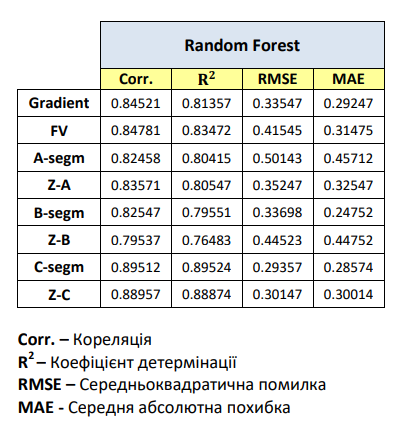 Random Forest
Corr. R² RMSE MAE
Gradient 0.84521 0.81357 0.33547 0.29247
FV 0.84781 0.83472 0.41545 0.31475
A-segm 0.82458 0.80415 0.50143 0.45712
Z-A 0.83571 0.80547 0.35247 0.32547
B-segm 0.82547 0.79551 0.33698 0.24752
Z-B 0.79537 0.76483 0.44523 0.44752
C-segm 0.89512 0.89524 0.29357 0.28574
Z-C 0.88957 0.88874 0.30147 0.30014
Corr. – Кореляція
R² – Коефіцієнт детермінації
RMSE – Середньоквадратична помилка
MAE - Середня абсолютна похибка